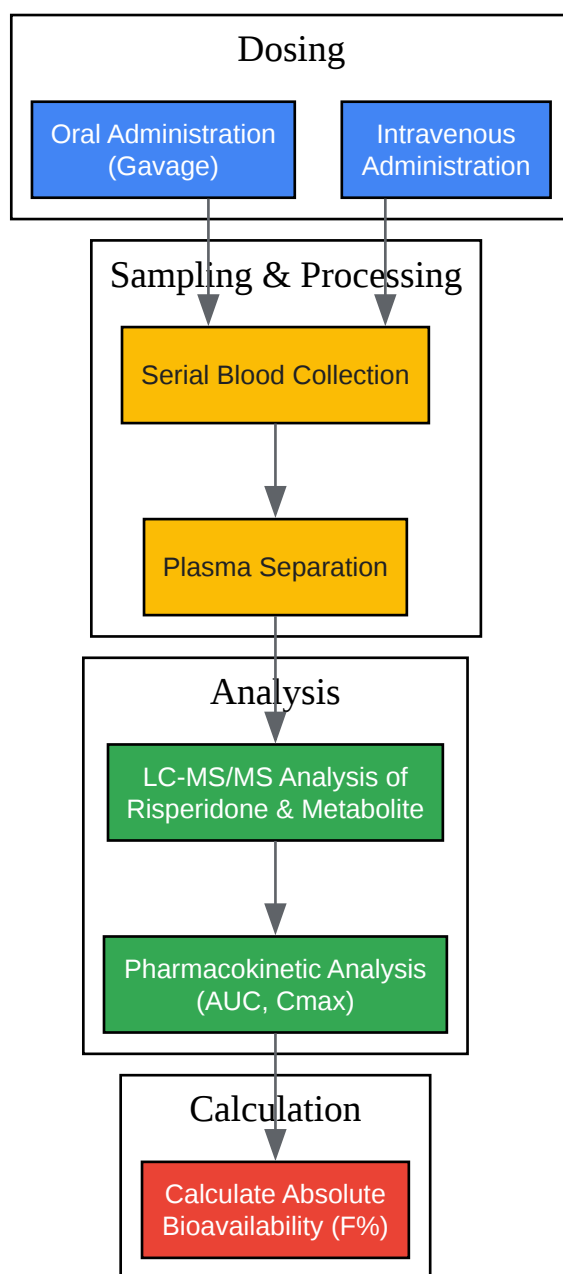 Dosing
Oral Administration
(Gavage)
Intravenous
Administration
Sampling & Processing
Serial Blood Collection
Plasma Separation
Analysis
LC-MS/MS Analysis of
Risperidone & Metabolite
Pharmacokinetic Analysis
(AUC, Cmax)
Calculation
Calculate Absolute
Bioavailability (F%)